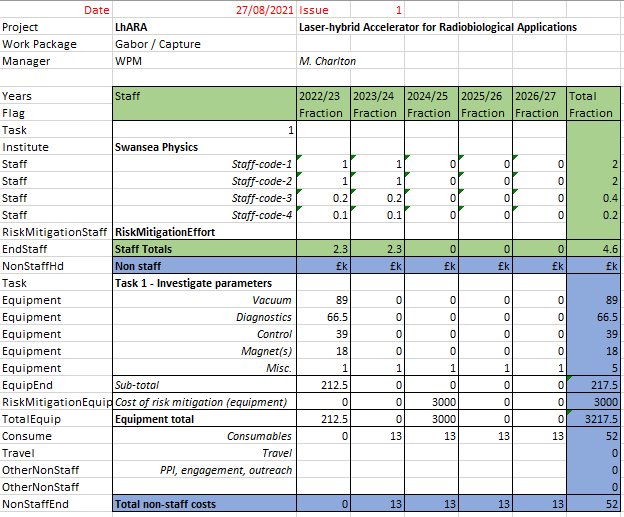 Date 27/08/2021 Issue 1
Project LhARA Laser-hybrid Accelerator for Radiobiological Applications
Work Package Gabor / Capture
Manager WPM M. Charlton
Years Staff 2022/23 2023/24 2024/25 2025/26 2026/27 Total
Flag Fraction Fraction Fraction Fraction Fraction Fraction
Task 1
Institute Swansea Physics
Staff Staff-code-1 1 1 0 0 0 2
Staff Staff-code-2 1 1 0 0 0 2
Staff Staff-code-3 0.2 0.2 0 0 0 0.4
Staff Staff-code-4 0.1 0.1 0 0 0 0.2
RiskMitigationStaff RiskMitigationEffort
EndStaff Staff Totals 2.3 2.3 0 0 0 4.6
NonStaffHd Non staff £k £k £k £k £k £k
Task Task 1 - Investigate parameters
Equipment Vacuum 89 0 0 0 0 89
Equipment Diagnostics 66.5 0 0 0 0 66.5
Equipment Control 39 0 0 0 0 39
Equipment Magnet(s) 18 0 0 0 0 18
Equipment Misc. 1 1 1 1 1 5
EquipEnd Sub-total 212.5 0 0 0 0 217.5
RiskMitigationEquip Cost of risk mitigation (equipment) 0 0 3000 0 0 3000
TotalEquip Equipment total 212.5 0 3000 0 0 3217.5
Consume Consumables 0 13 13 13 13 52
Travel Travel 0
OtherNonStaff PPI, engagement, outreach 0
OtherNonStaff 0
NonStaffEnd Total non-staff costs 0 13 13 13 13 52